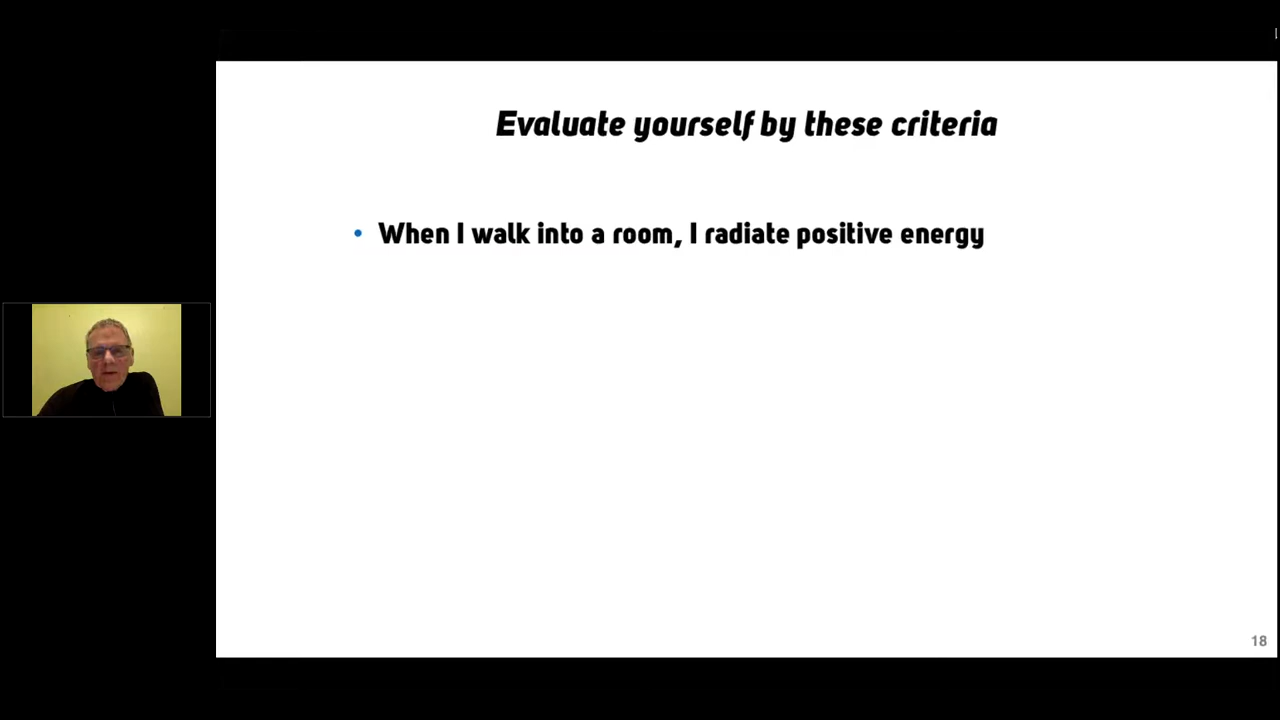 Evaluate yourself by these criteria
• When I walk into a room, I radiate positive energy
18